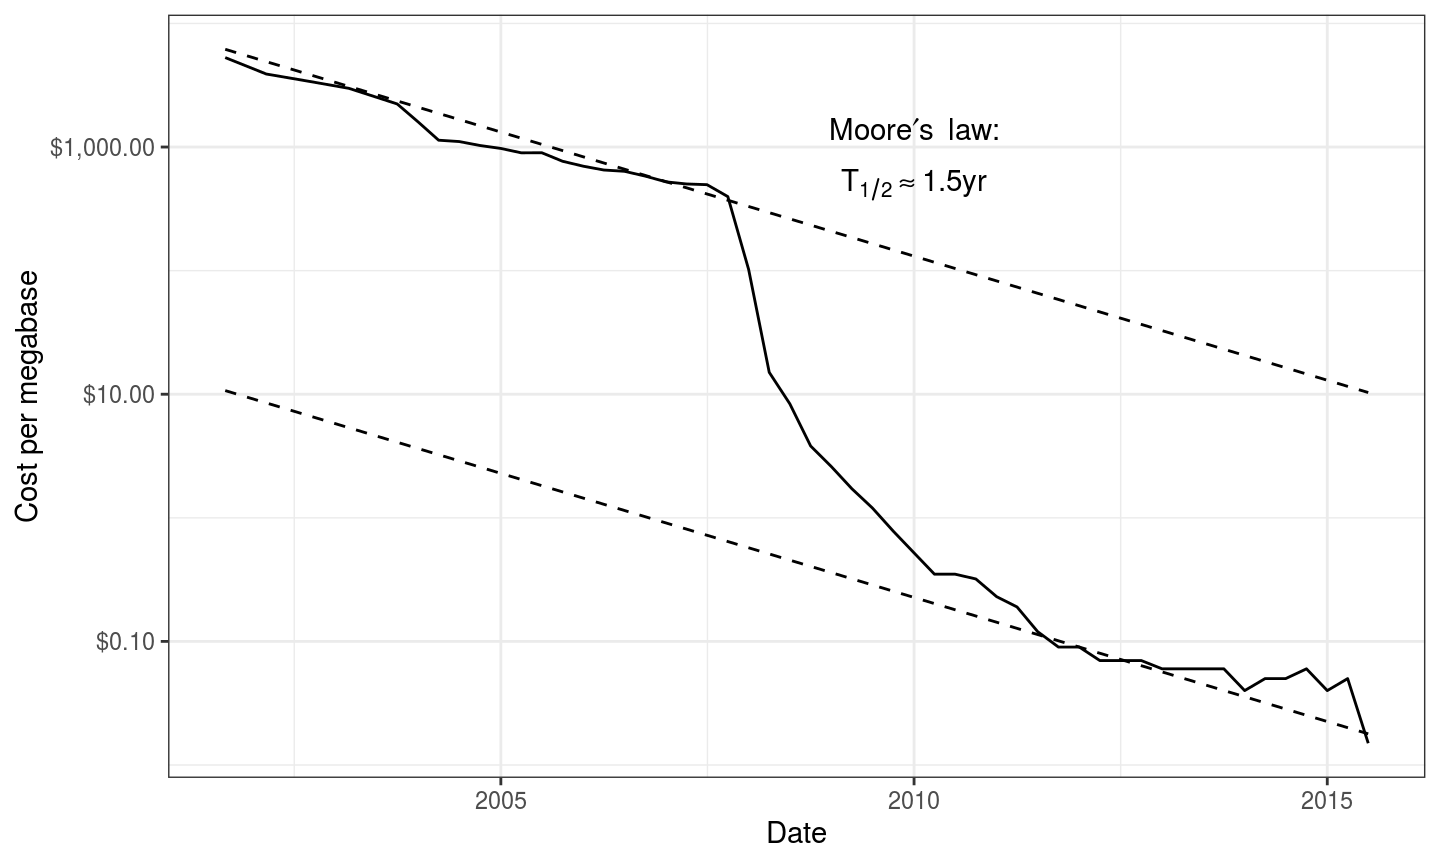 Moore′s law:
T1/2 ≈ 1.5yr
$1,000.00
$10.00
$0.10
Cost per megabase
2005
2010
2015
Date